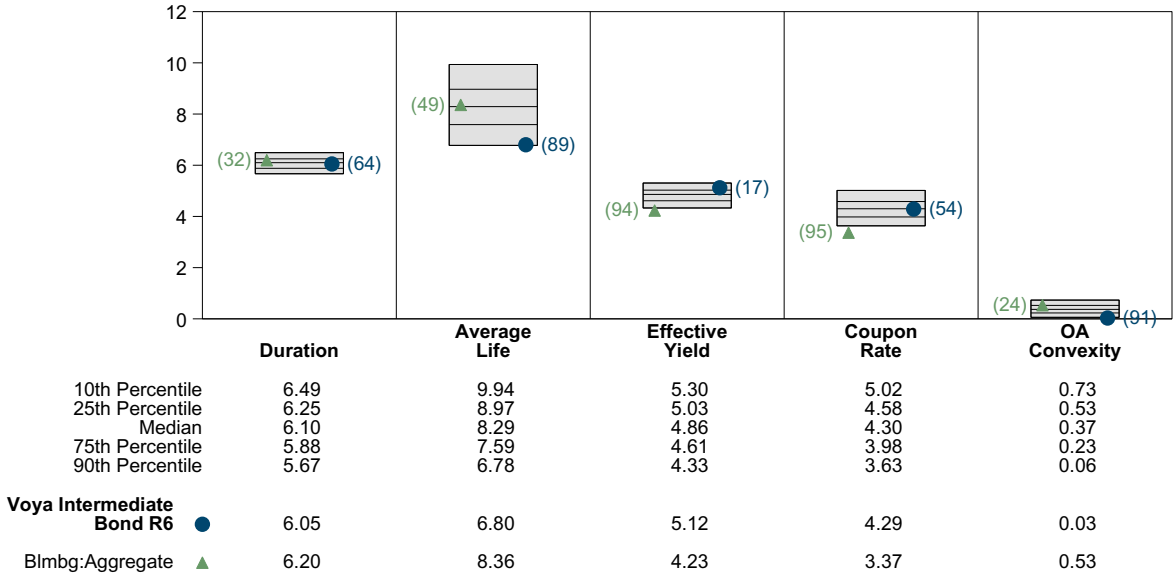 12
10
8
6
4
2
0
(32)
(64)
(49)
(89)
(94)
(17)
(95)
(54)
(24)
(91)
Duration
Average
Life
Effective
Yield
Coupon
Rate
OA
Convexity
10th Percentile 6.49 9.94 5.30 5.02 0.73
25th Percentile 6.25 8.97 5.03 4.58 0.53
Median 6.10 8.29 4.86 4.30 0.37
75th Percentile 5.88 7.59 4.61 3.98 0.23
90th Percentile 5.67 6.78 4.33 3.63 0.06
Voya Intermediate
Bond R6 6.05 6.80 5.12 4.29 0.03
Blmbg:Aggregate 6.20 8.36 4.23 3.37 0.53